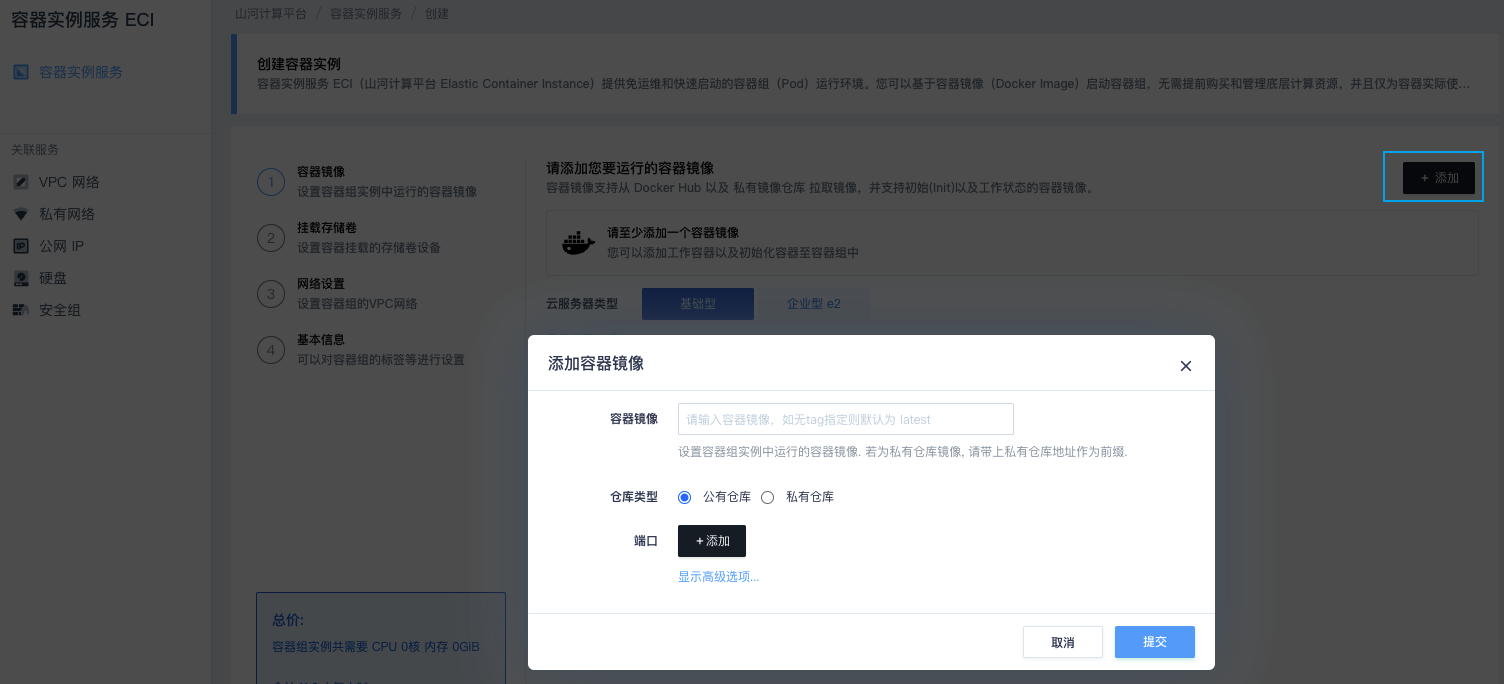 容器实例服务 ECI
山河计算平台 / 容器实例服务 / 创建
容器实例服务
创建容器实例
容器实例服务 ECI（山河计算平台 Elastic Container Instance）提供免运维和快速启动的容器组（Pod）运行环境。您可以基于容器镜像（Docker Image）启动容器组，无需提前购买和管理底层计算资源，并且仅为容器实际使...
关联服务
VPC 网络
私有网络
公网 IP
硬盘
安全组
1
容器镜像
设置容器组实例中运行的容器镜像
2
挂载存储卷
设置容器挂载的存储卷设备
3
网络设置
设置容器组的VPC网络
4
基本信息
可以对容器组的标签等进行设置
总价:
容器组实例共需要 CPU 0核 内存 0GiB
请添加您要运行的容器镜像
容器镜像支持从 Docker Hub 以及 私有镜像仓库 拉取镜像，并支持初始(Init)以及工作状态的容器镜像。
+ 添加
请至少添加一个容器镜像
您可以添加工作容器以及初始化容器至容器组中
云服务器类型 基础型 企业型 e2
添加容器镜像
容器镜像 请输入容器镜像，如无tag指定则默认为 latest
设置容器组实例中运行的容器镜像. 若为私有仓库镜像, 请带上私有仓库地址作为前缀.
仓库类型 公有仓库 私有仓库
端口 +添加
显示高级选项...
取消 提交